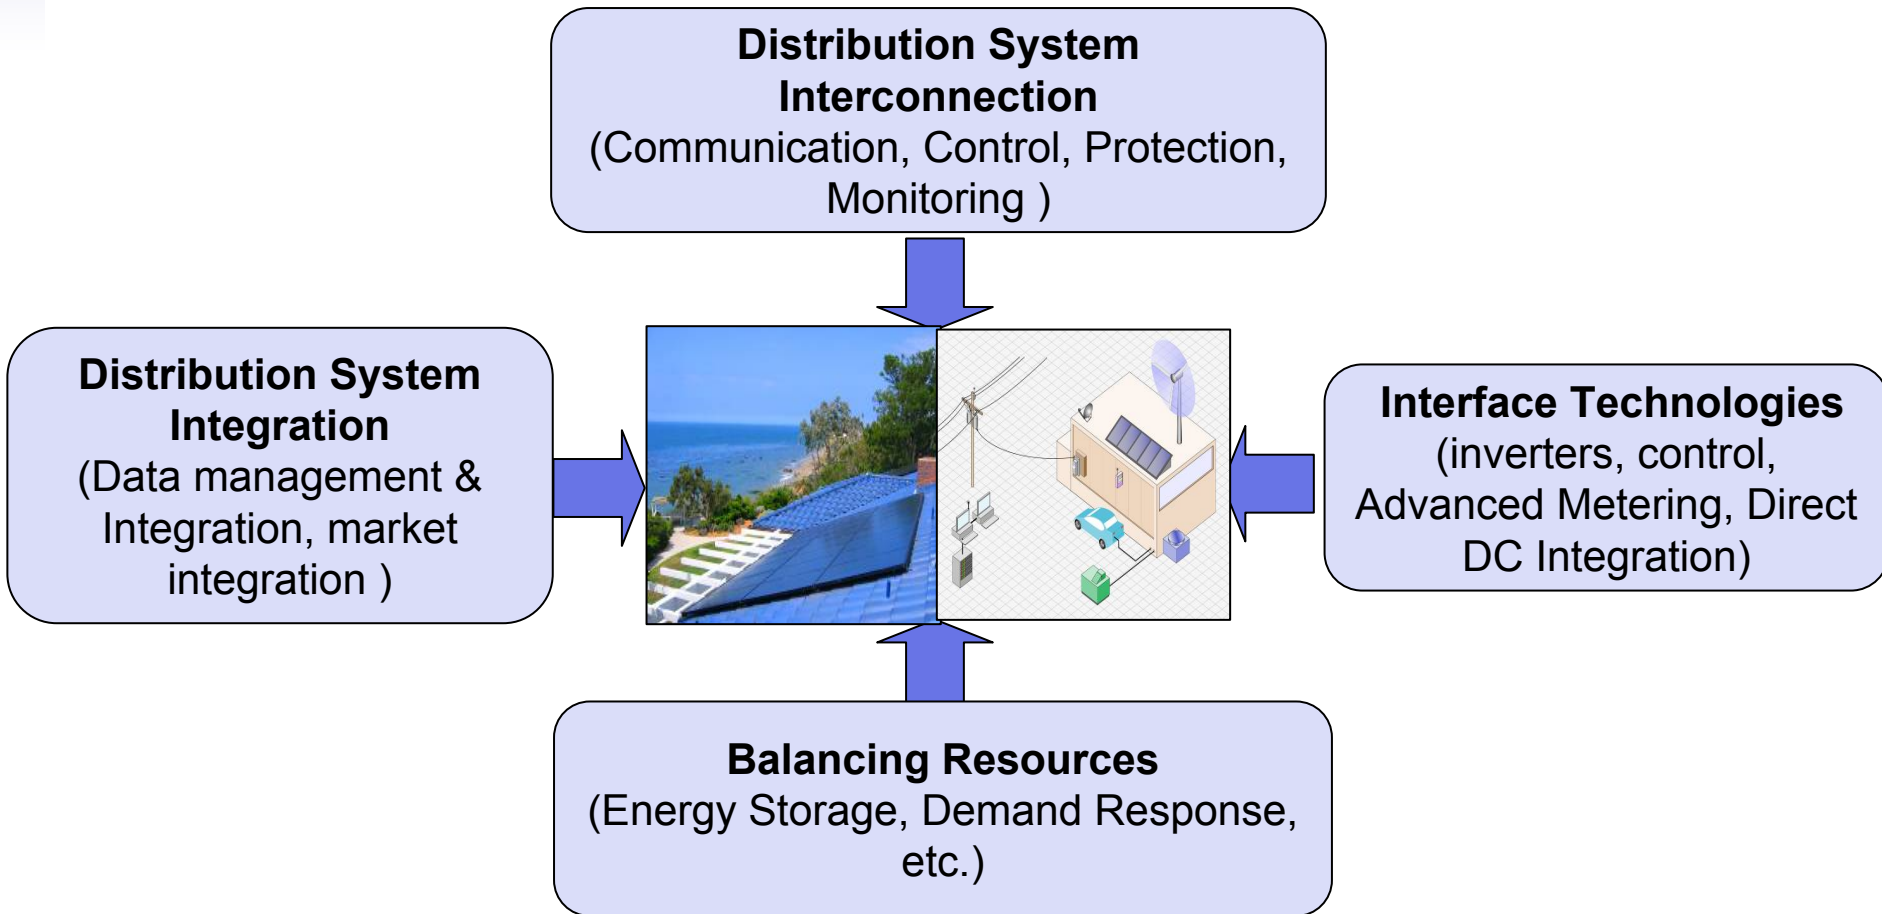 Distribution System
Interconnection
(Communication, Control, Protection,
Monitoring )
Distribution System
Integration
(Data management &
Integration, market
integration )
Interface Technologies
(inverters, control,
Advanced Metering, Direct
DC Integration)
Balancing Resources
(Energy Storage, Demand Response,
etc.)